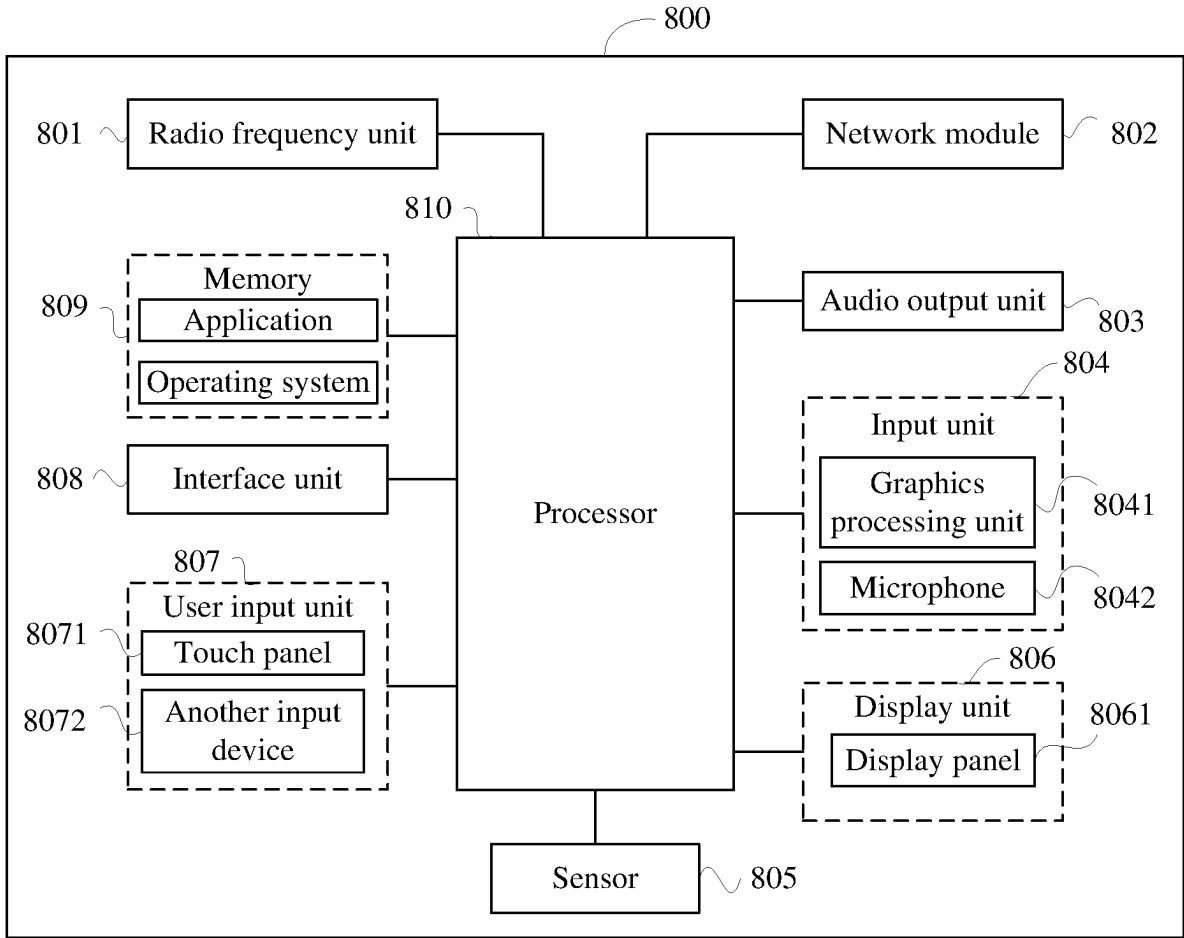 800
801
Radio frequency unit
Network module
802
810
Memory
809
Application
Operating system
Audio output unit
803
804
Input unit
808
Interface unit
Processor
Graphics
processing unit
8041
Microphone
8042
807
User input unit
8071
Touch panel
8072
Another input
device
806
Display unit
8061
Display panel
Sensor
805